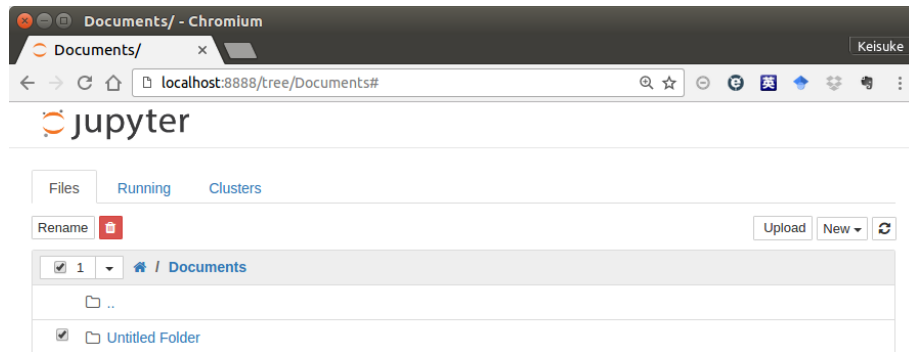 Documents/ - Chromium
Documents/ ×
Keisuke
localhost:8888/tree/Documents#
英
jupyter
Files Running Clusters
Rename Upload New
1 / Documents
..
Untitled Folder